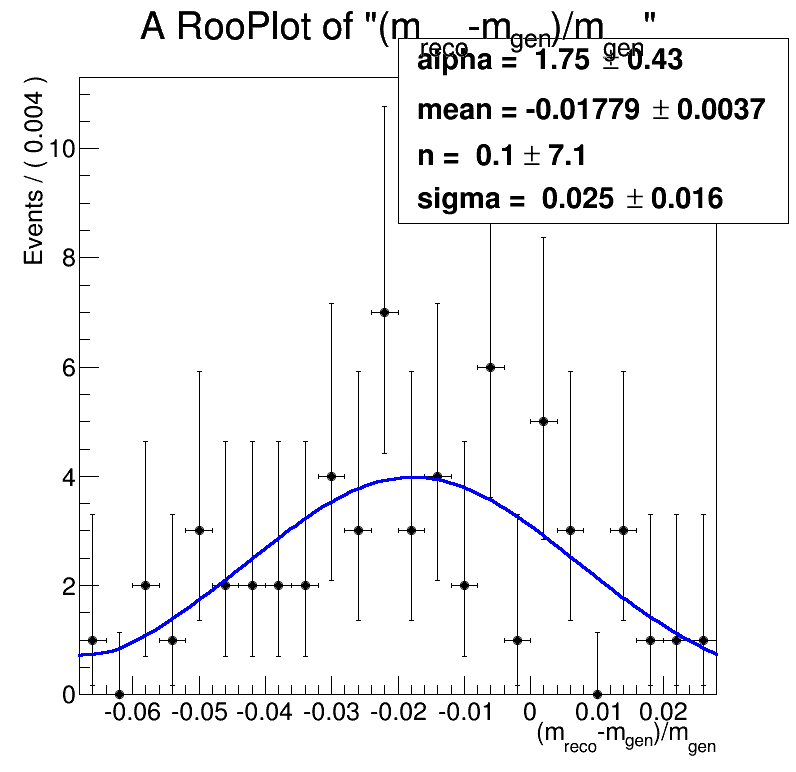 A RooPlot of "(m_reco-m_gen)/m_gen"
alpha = 1.75 ± 0.43
mean = -0.01779 ± 0.0037
n = 0.1 ± 7.1
sigma = 0.025 ± 0.016
Events / ( 0.004 )
10
8
6
4
2
0
-0.06 -0.05 -0.04 -0.03 -0.02 -0.01 0 0.01 0.02
(m_reco-m_gen)/m_gen